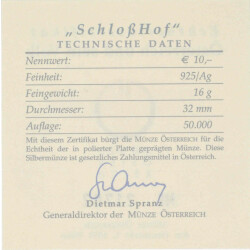 „Schloßhof"
TECHNISCHE DATEN
Nennwert: € 10,–
Feinheit: 925/Ag
Feingewicht: 16 g
Durchmesser: 32 mm
Auflage: 50.000
Mit diesem Zertifikat bürgt die MÜNZE ÖSTERREICH für
die Echtheit der in polierter Platte geprägten Münze. Diese
Silbermünze ist gesetzliches Zahlungsmittel in Österreich.
Dietmar Spranz
Generaldirektor der MÜNZE ÖSTERREICH